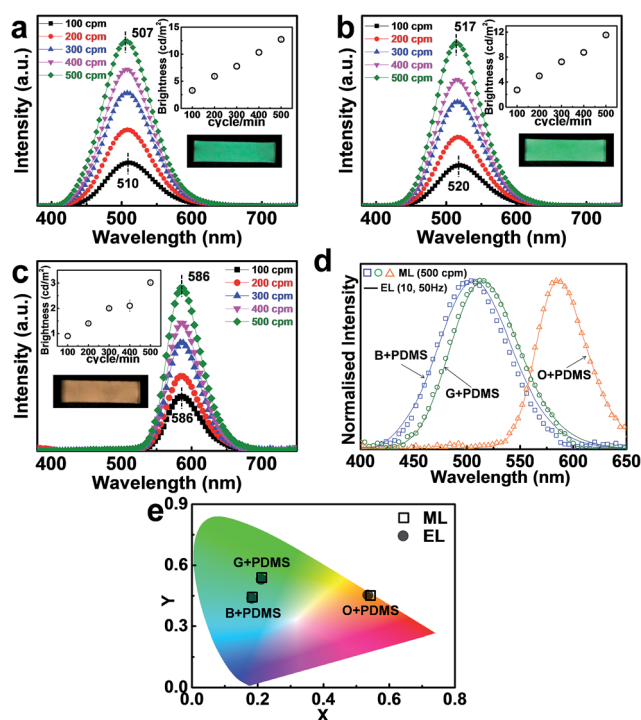 a
100 cpm
200 cpm
300 cpm
400 cpm
500 cpm
507
510
Intensity (a.u.)
Wavelength (nm)
400 500 600 700
Brightness (cd/m²)
15
10
5
0
100 200 300 400 500
cycle/min
b
100 cpm
200 cpm
300 cpm
400 cpm
500 cpm
517
520
Intensity (a.u.)
Wavelength (nm)
400 500 600 700
Brightness (cd/m²)
12
8
4
0
100 200 300 400 500
cycle/min
c
100 cpm
200 cpm
300 cpm
400 cpm
500 cpm
586
586
Intensity (a.u.)
Wavelength (nm)
400 500 600 700
Brightness (cd/m²)
3
2
1
100 200 300 400 500
cycle/min
d
ML (500 cpm)
EL (10, 50Hz)
B+PDMS
G+PDMS
O+PDMS
Normalised Intensity
400 450 500 550 600 650
Wavelength (nm)
e
ML
EL
G+PDMS
B+PDMS
O+PDMS
Y
0.9
0.6
0.3
0.0
0.0 0.2 0.4 0.6 0.8
X